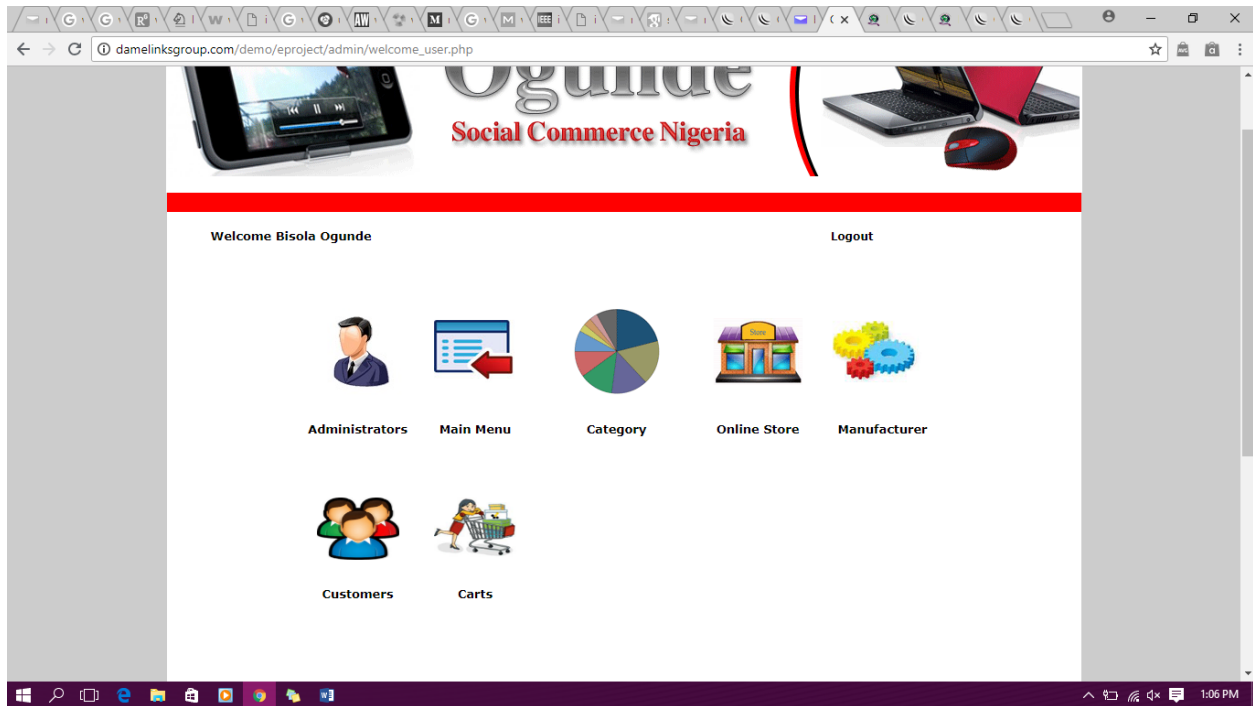 damelinksgroup.com/demo/eproject/admin/welcome_user.php
Ogunde
Social Commerce Nigeria
Welcome Bisola Ogunde
Logout
Store
Administrators
Main Menu
Category
Online Store
Manufacturer
Customers
Carts
1:06 PM